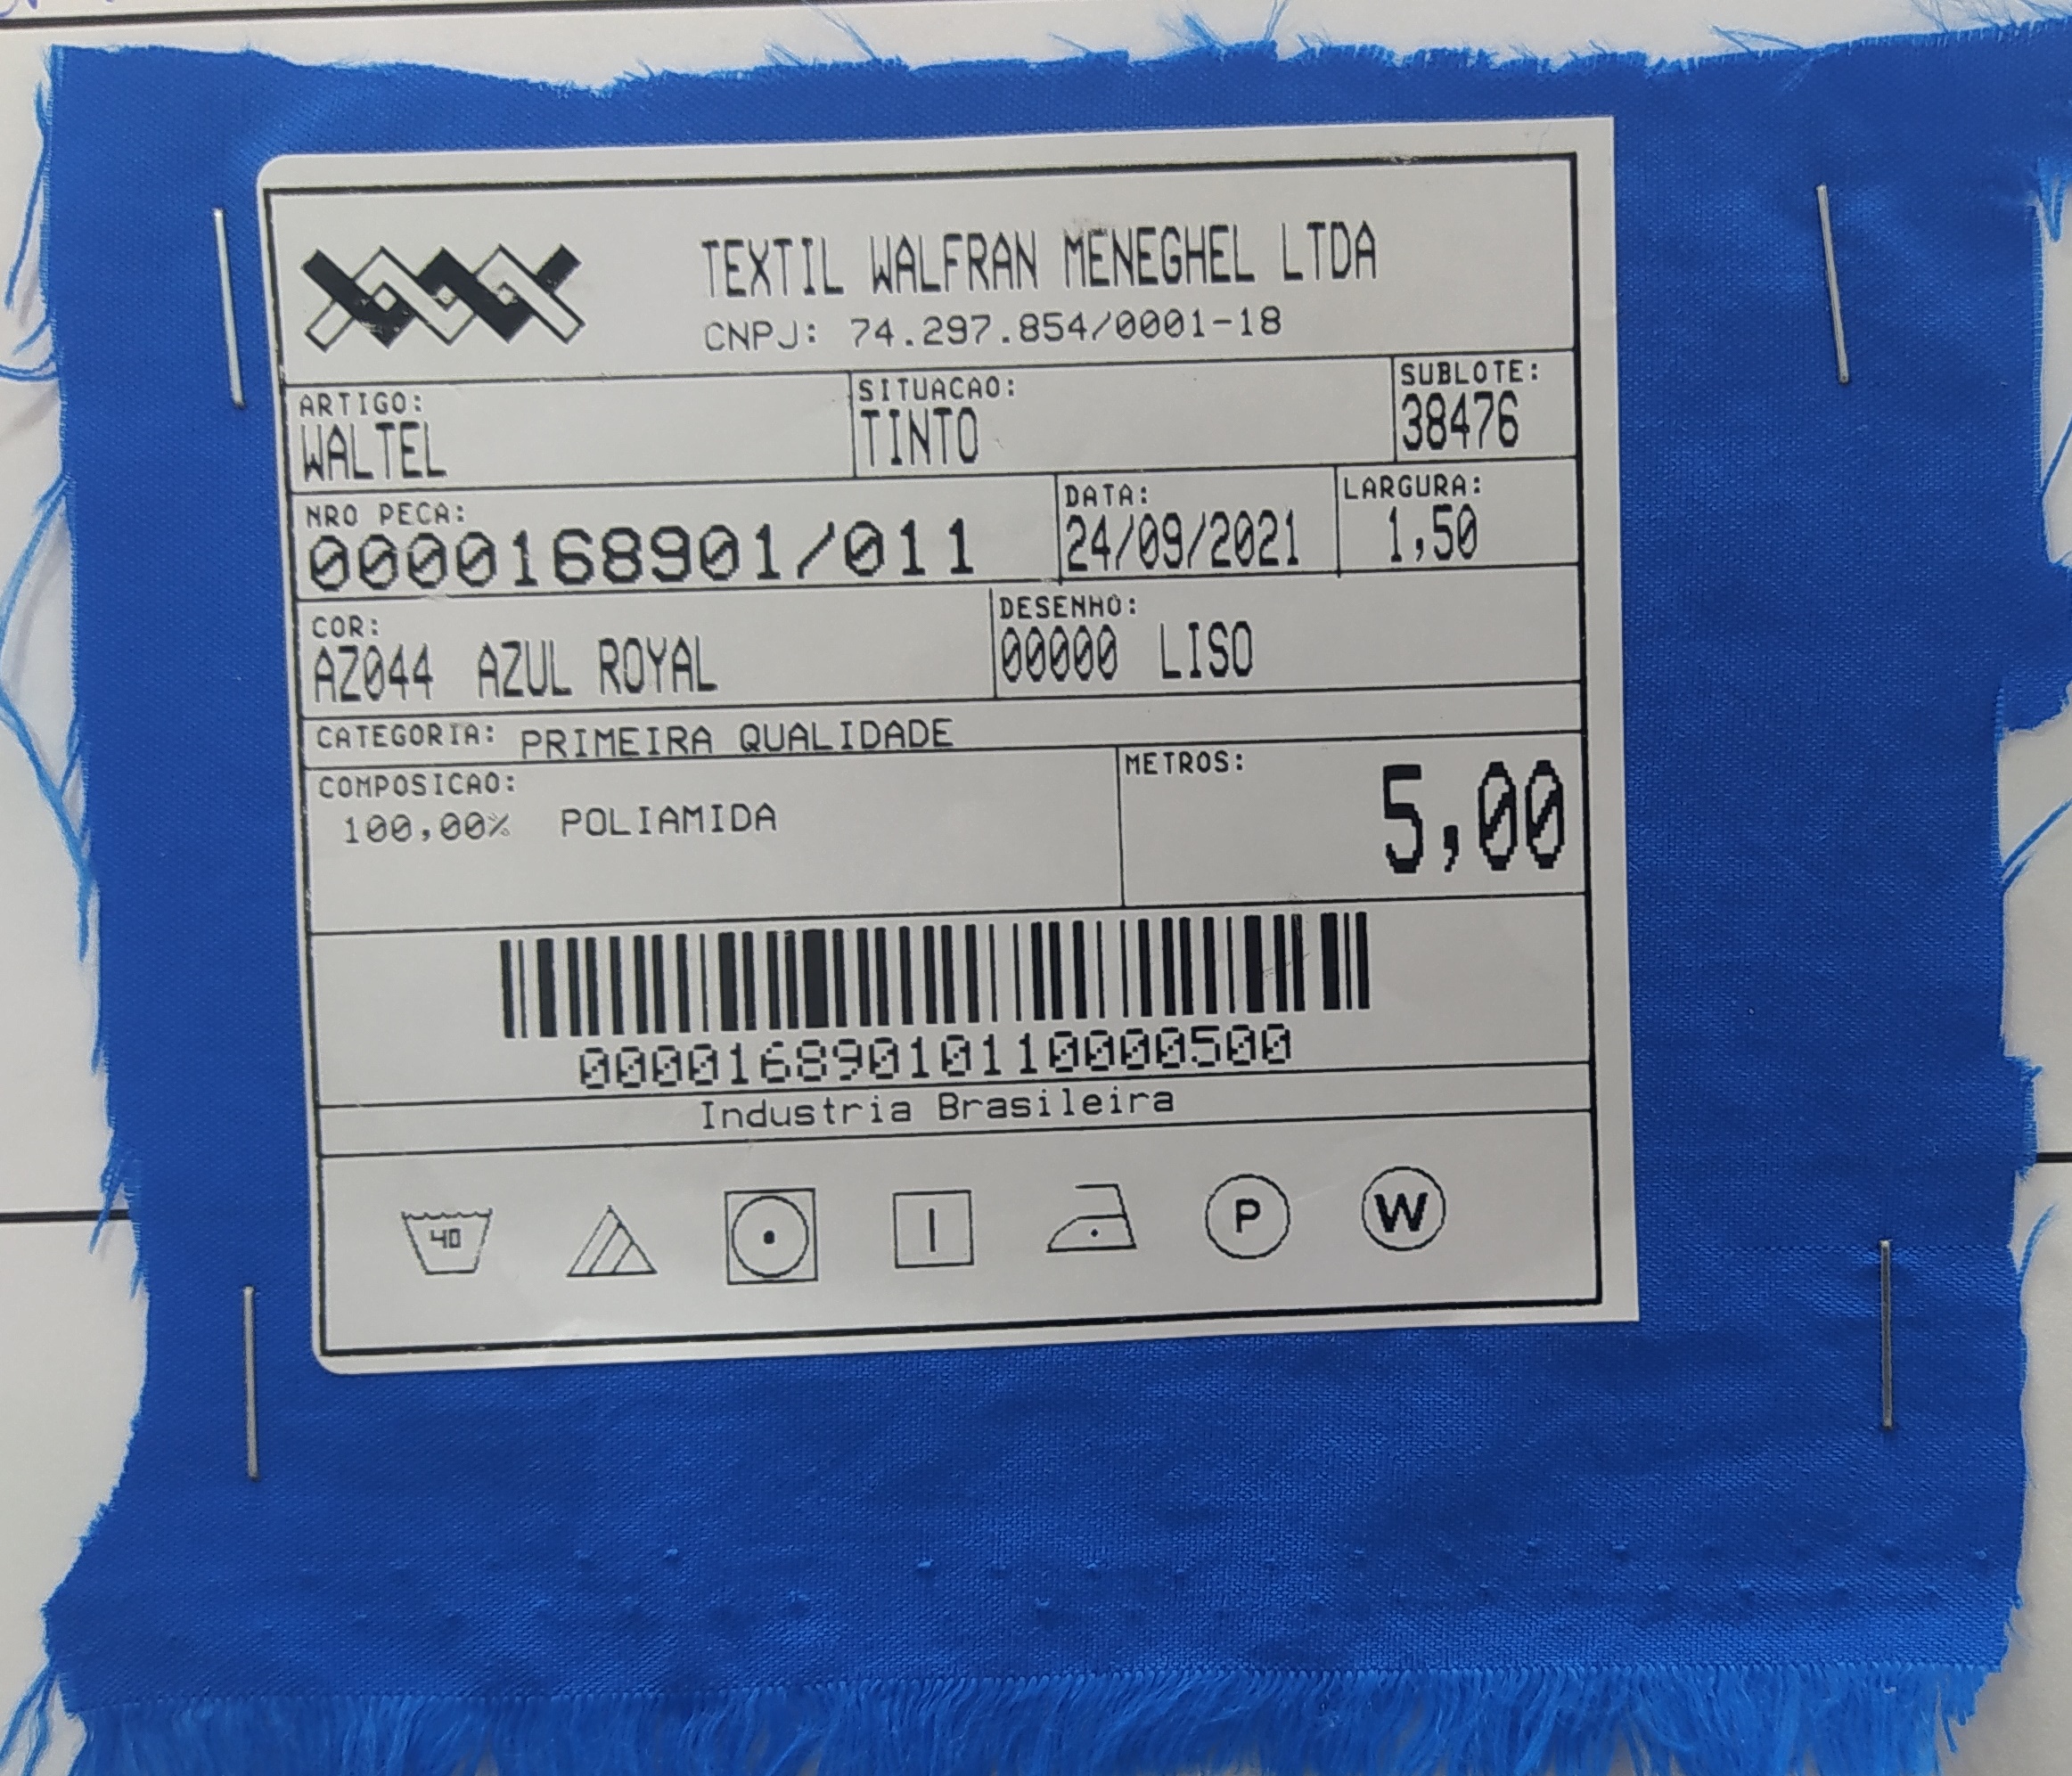 TEXTIL WALFRAN MENEGHEL LTDA
CNPJ: 74.297.854/0001-18
ARTIGO:
WALTEL
SITUACAO:
TINTO
SUBLOTE:
38476
NRO PECA:
0000168901/011
DATA:
24/09/2021
LARGURA:
1,50
COR:
AZ044 AZUL ROYAL
DESENHO:
00000 LISO
CATEGORIA: PRIMEIRA QUALIDADE
COMPOSICAO:
100,00% POLIAMIDA
METROS:
5,00
00001689010110000500
Industria Brasileira
40 P W